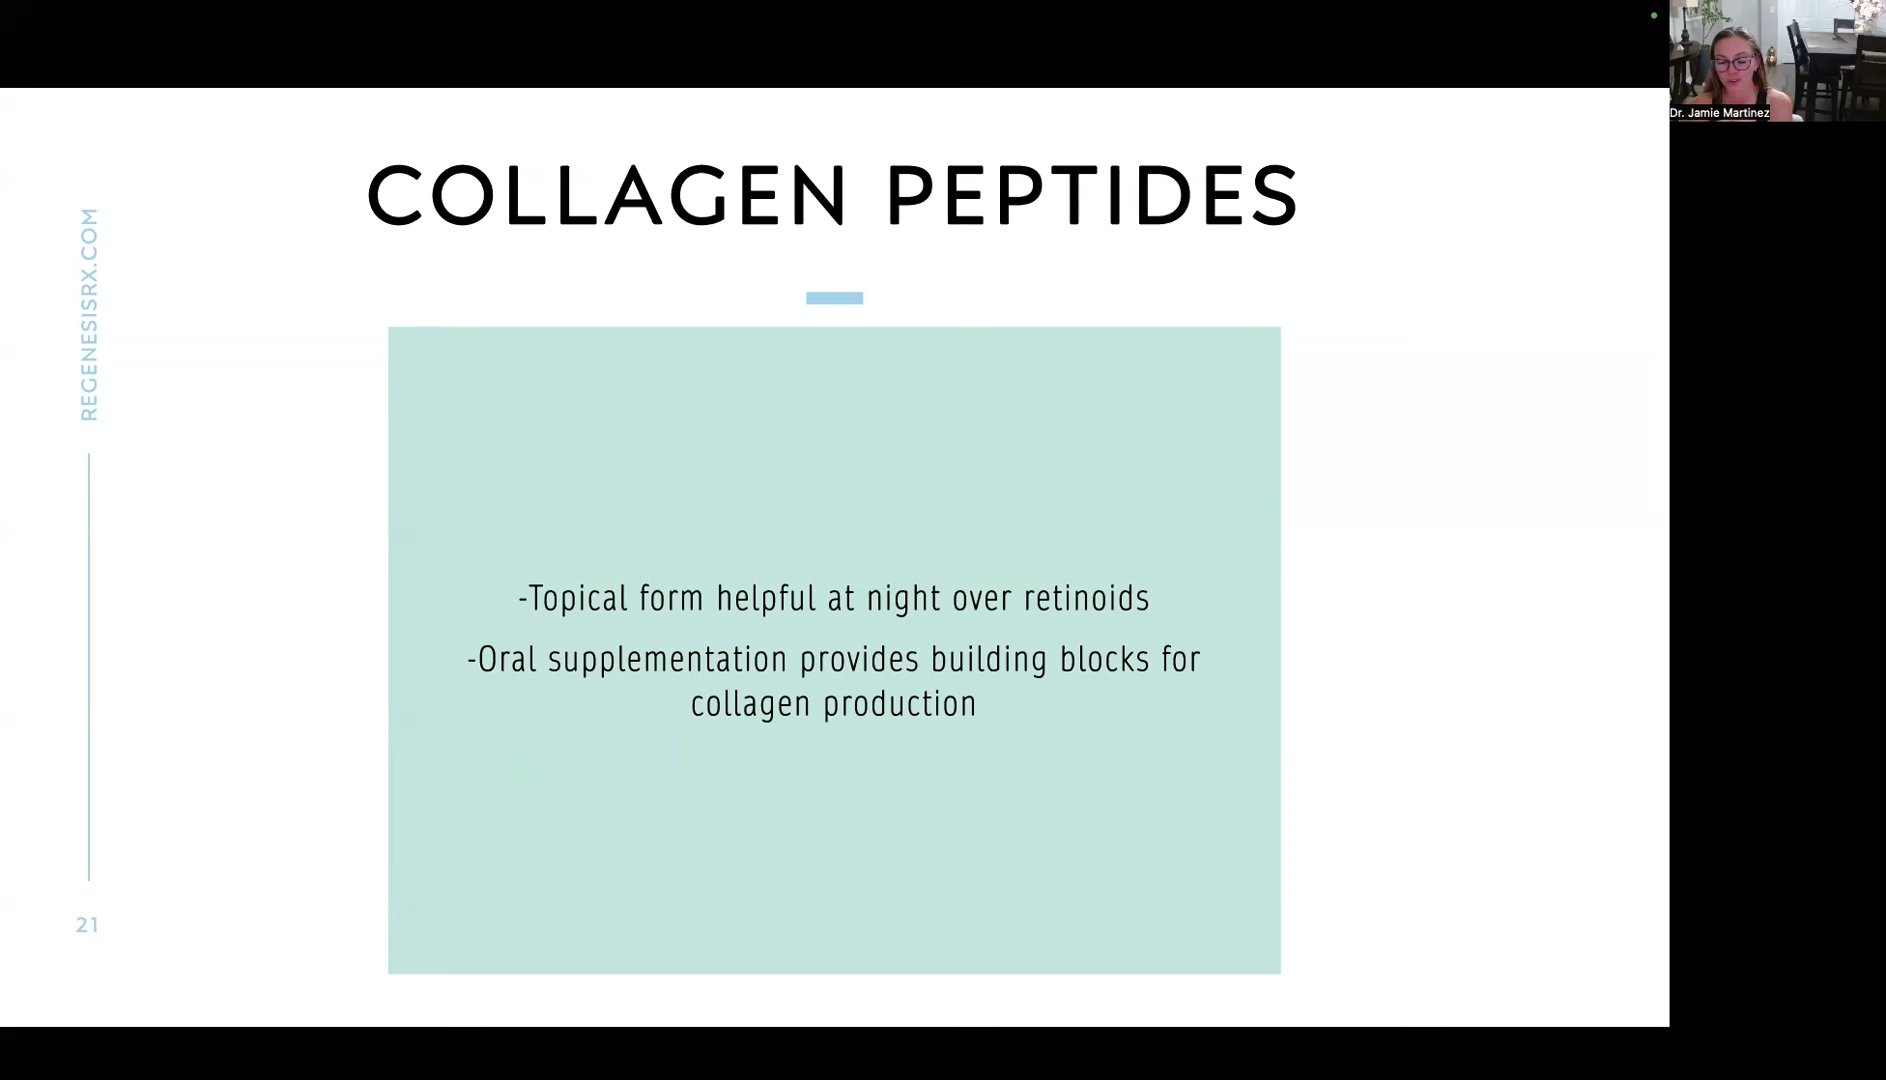 COLLAGEN PEPTIDES
-Topical form helpful at night over retinoids
-Oral supplementation provides building blocks for
collagen production
REGENESISRX.COM
21
Dr. Jamie Martinez